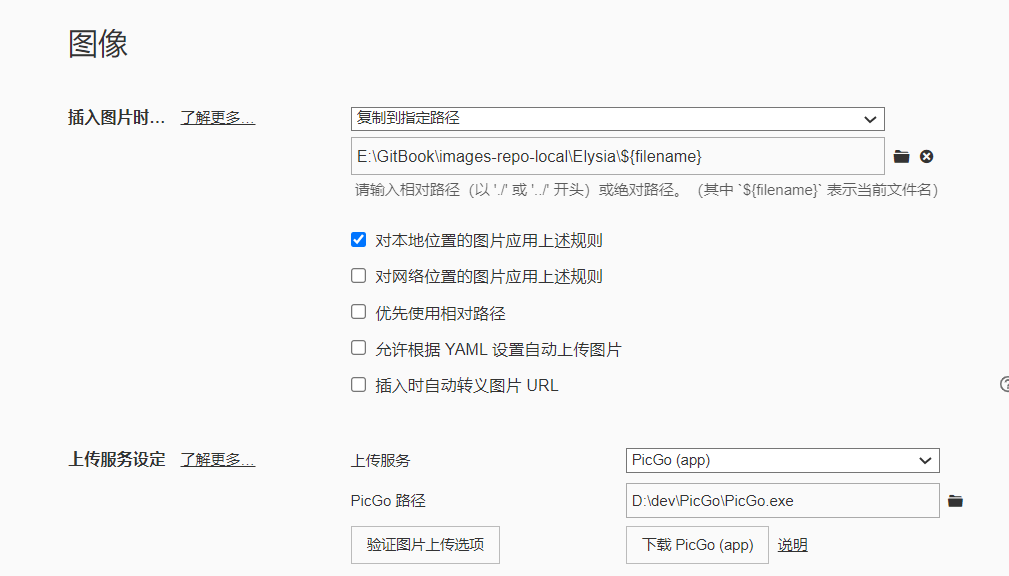 图像
插入图片时... 了解更多... 复制到指定路径
E:\GitBook\images-repo-local\Elysia\${filename}
请输入相对路径（以 './' 或 '../' 开头）或绝对路径。（其中 `${filename}` 表示当前文件名）
对本地位置的图片应用上述规则
对网络位置的图片应用上述规则
优先使用相对路径
允许根据 YAML 设置自动上传图片
插入时自动转义图片 URL
上传服务设定 了解更多... 上传服务 PicGo (app)
PicGo 路径 D:\dev\PicGo\PicGo.exe
验证图片上传选项 下载 PicGo (app) 说明